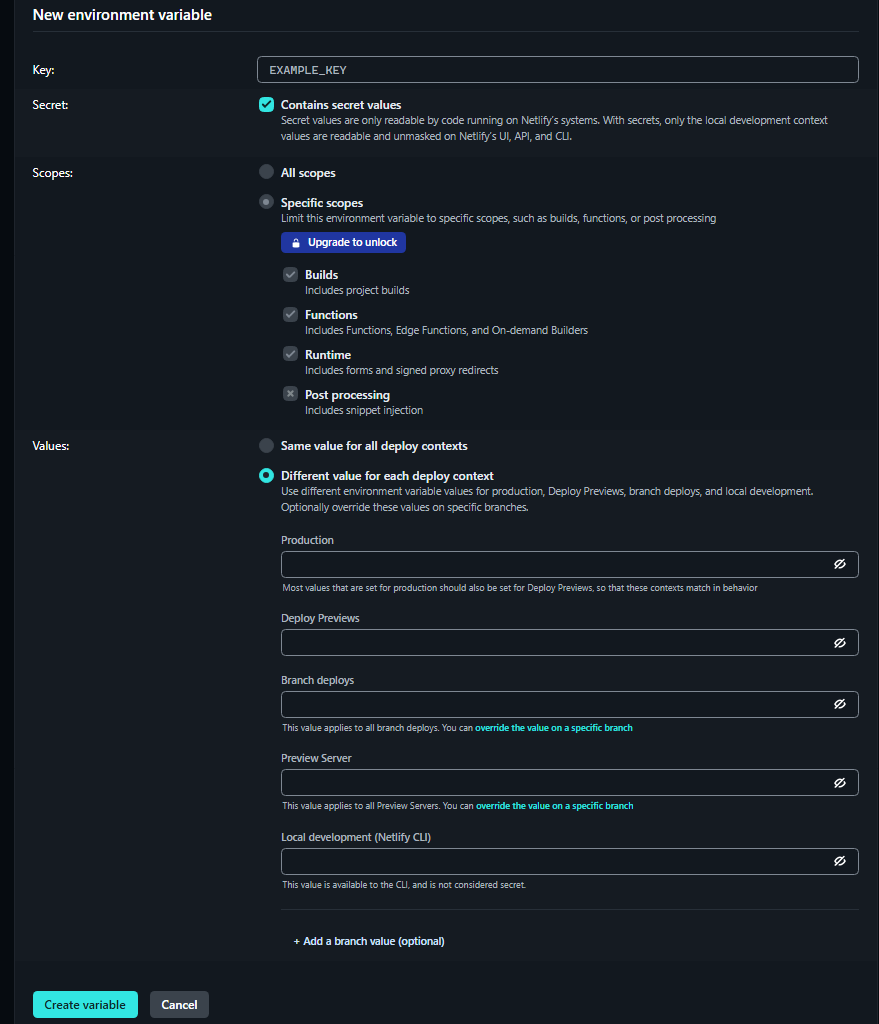 New environment variable
Key:
EXAMPLE_KEY
Secret:
Contains secret values
Secret values are only readable by code running on Netlify's systems. With secrets, only the local development context
values are readable and unmasked on Netlify's UI, API, and CLI.
Scopes:
All scopes
Specific scopes
Limit this environment variable to specific scopes, such as builds, functions, or post processing
Upgrade to unlock
Builds
Includes project builds
Functions
Includes Functions, Edge Functions, and On-demand Builders
Runtime
Includes forms and signed proxy redirects
Post processing
Includes snippet injection
Values:
Same value for all deploy contexts
Different value for each deploy context
Use different environment variable values for production, Deploy Previews, branch deploys, and local development.
Optionally override these values on specific branches.
Production
Most values that are set for production should also be set for Deploy Previews, so that these contexts match in behavior
Deploy Previews
Branch deploys
This value applies to all branch deploys. You can override the value on a specific branch
Preview Server
This value applies to all Preview Servers. You can override the value on a specific branch
Local development (Netlify CLI)
This value is available to the CLI, and is not considered secret.
+ Add a branch value (optional)
Create variable
Cancel